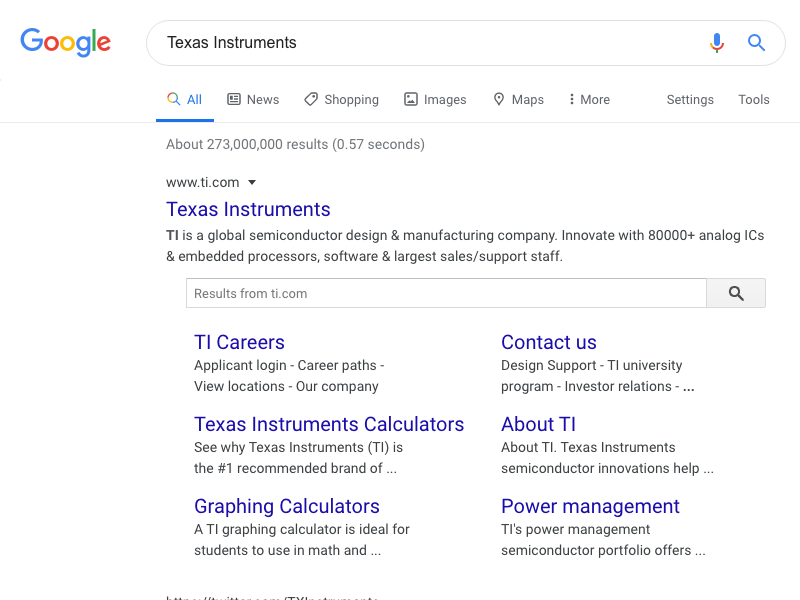 Google
Texas Instruments
All News Shopping Images Maps More Settings Tools
About 273,000,000 results (0.57 seconds)
www.ti.com
Texas Instruments
TI is a global semiconductor design & manufacturing company. Innovate with 80000+ analog ICs
& embedded processors, software & largest sales/support staff.
Results from ti.com
TI Careers
Applicant login - Career paths -
View locations - Our company
Contact us
Design Support - TI university
program - Investor relations - ...
Texas Instruments Calculators
See why Texas Instruments (TI) is
the #1 recommended brand of ...
About TI
About TI. Texas Instruments
semiconductor innovations help ...
Graphing Calculators
A TI graphing calculator is ideal for
students to use in math and ...
Power management
TI's power management
semiconductor portfolio offers ...
https://twitter.com/TXInstruments